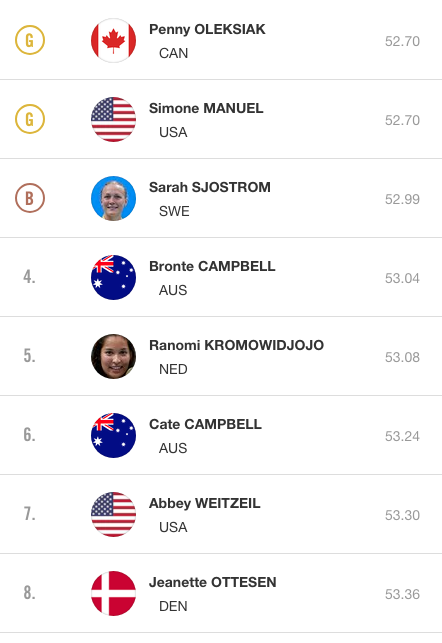 G
Penny OLEKSIAK
CAN
52.70
G
Simone MANUEL
USA
52.70
B
Sarah SJOSTROM
SWE
52.99
4.
Bronte CAMPBELL
AUS
53.04
5.
Ranomi KROMOWIDJOJO
NED
53.08
6.
Cate CAMPBELL
AUS
53.24
7.
Abbey WEITZEIL
USA
53.30
8.
Jeanette OTTESEN
DEN
53.36